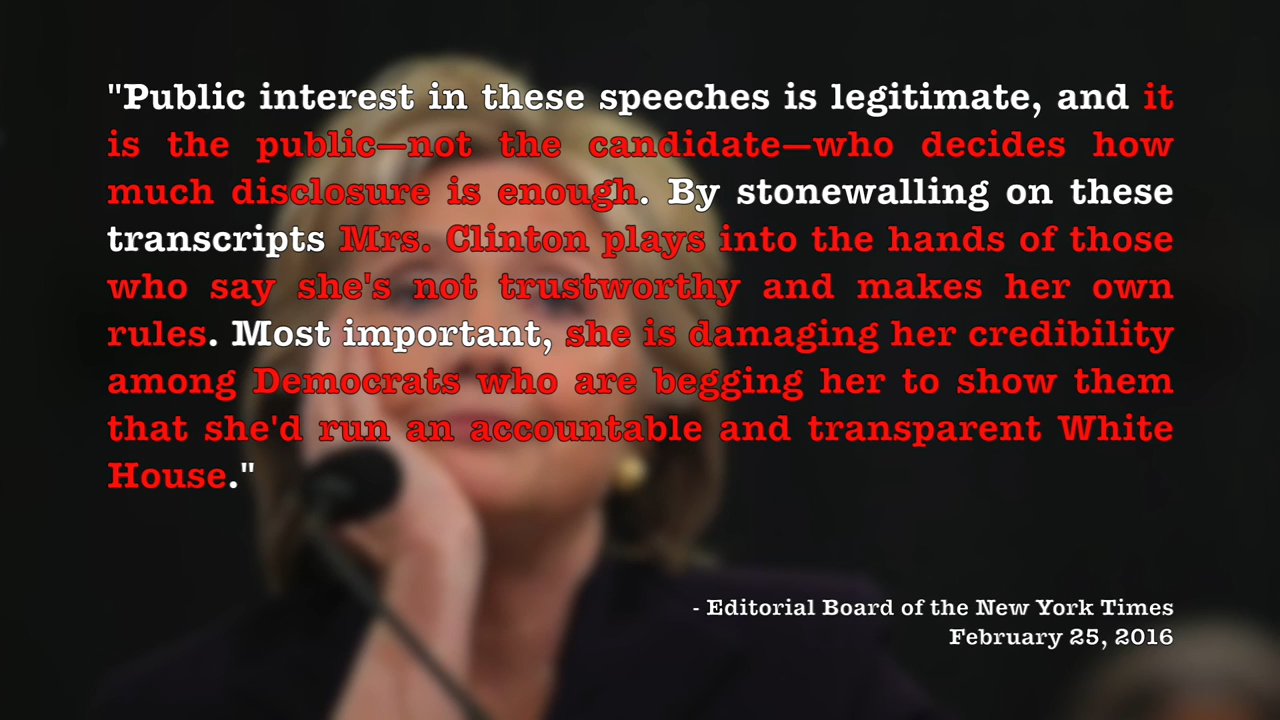 "Public interest in these speeches is legitimate, and it
is the public—not the candidate—who decides how
much disclosure is enough. By stonewalling on these
transcripts Mrs. Clinton plays into the hands of those
who say she's not trustworthy and makes her own
rules. Most important, she is damaging her credibility
among Democrats who are begging her to show them
that she'd run an accountable and transparent White
House."
- Editorial Board of the New York Times
February 25, 2016